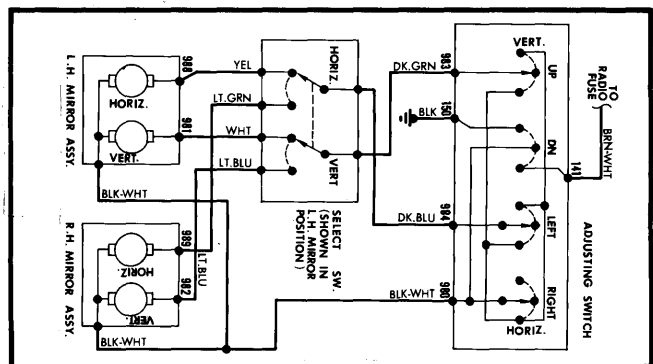 L.H. MIRROR ASSY.
988
HORIZ.
981
VERT.
BLK-WHT
YEL
LT.GRN
WHT
LT.BLU
HORIZ.
VERT
SELECT SW.
(SHOWN IN
L.H. MIRROR
POSITION)
R.H. MIRROR ASSY.
989
HORIZ.
982
VERT.
LT.BLU
BLK-WHT
DK.GRN
983
BLK
150
DK.BLU
984
BLK-WHT
980
VERT.
UP
DN
LEFT
RIGHT
HORIZ.
141
TO
RADIO
FUSE
BRN-WHT
ADJUSTING SWITCH